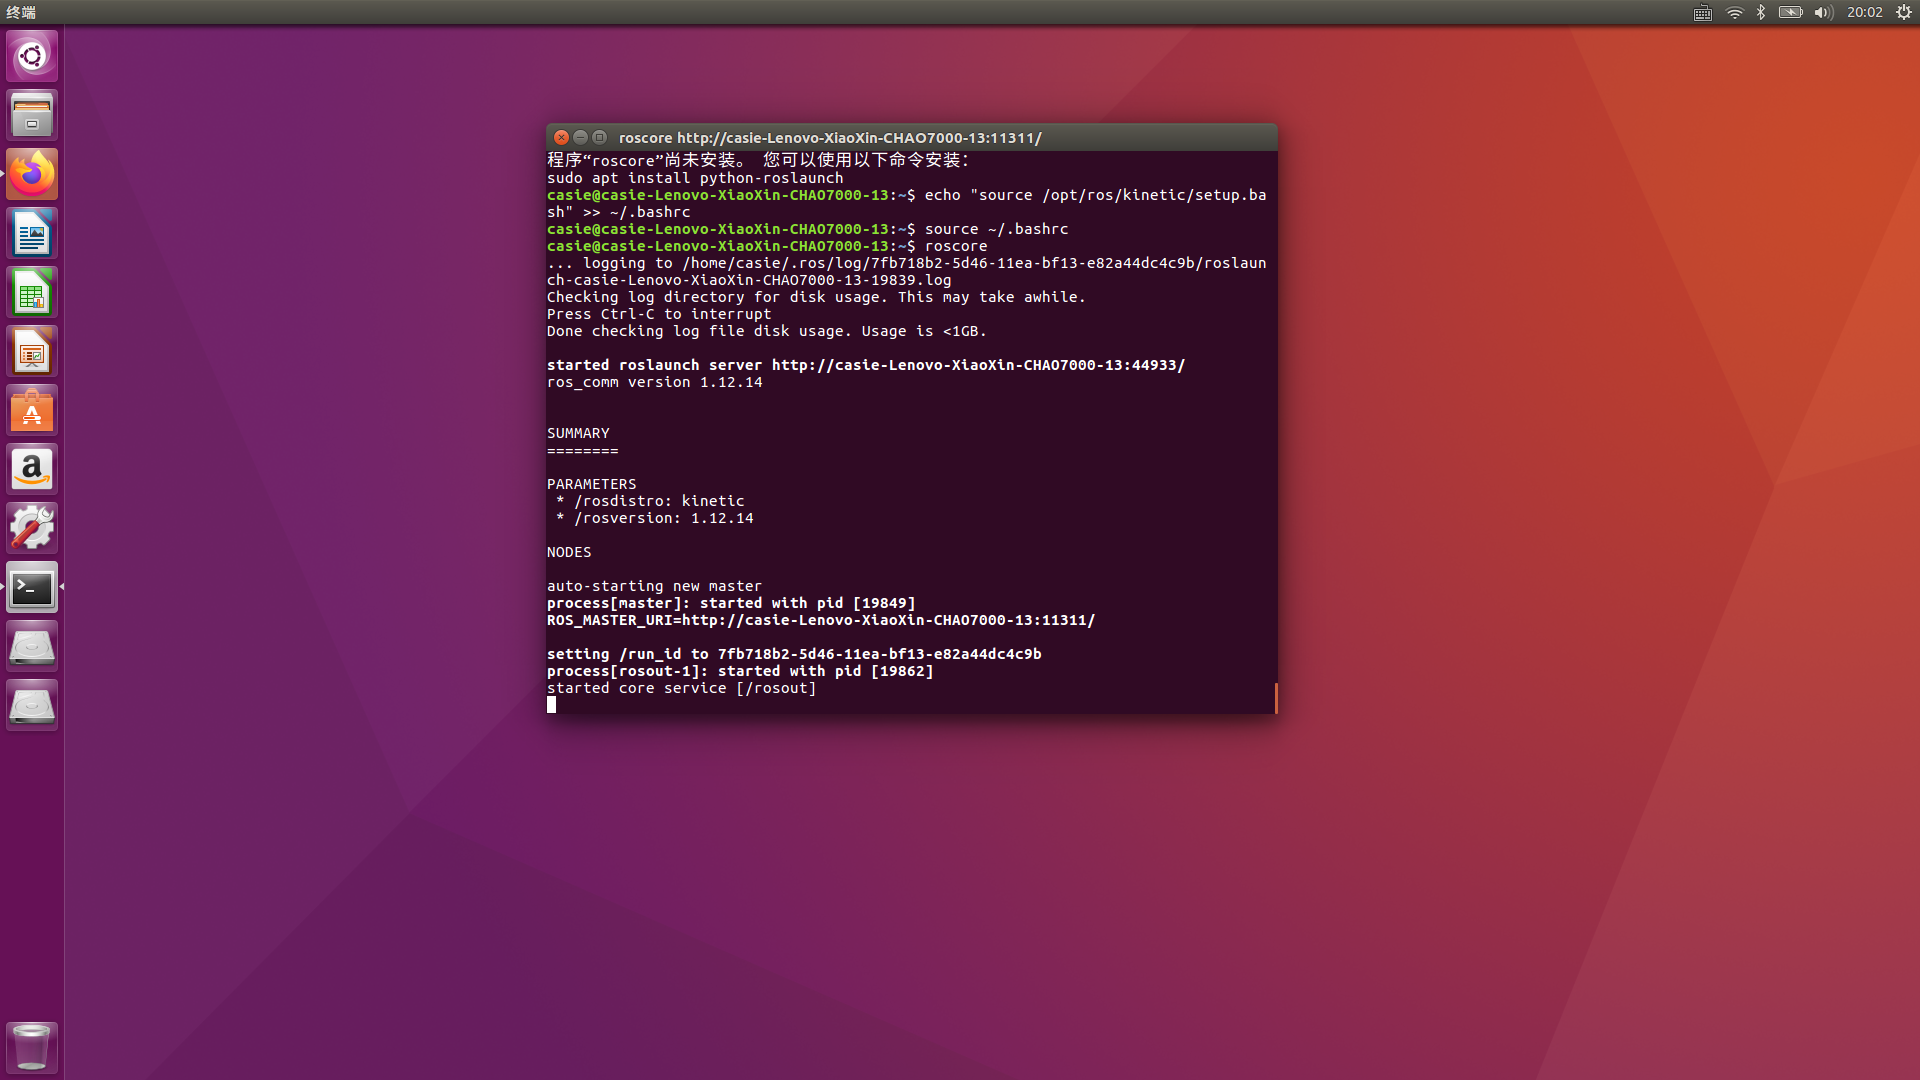 终端
20:02
roscore http://casie-Lenovo-XiaoXin-CHAO7000-13:11311/
程序“roscore”尚未安装。 您可以使用以下命令安装：
sudo apt install python-roslaunch
casie@casie-Lenovo-XiaoXin-CHAO7000-13:~$ echo "source /opt/ros/kinetic/setup.ba
sh" >> ~/.bashrc
casie@casie-Lenovo-XiaoXin-CHAO7000-13:~$ source ~/.bashrc
casie@casie-Lenovo-XiaoXin-CHAO7000-13:~$ roscore
... logging to /home/casie/.ros/log/7fb718b2-5d46-11ea-bf13-e82a44dc4c9b/roslaun
ch-casie-Lenovo-XiaoXin-CHAO7000-13-19839.log
Checking log directory for disk usage. This may take awhile.
Press Ctrl-C to interrupt
Done checking log file disk usage. Usage is <1GB.
started roslaunch server http://casie-Lenovo-XiaoXin-CHAO7000-13:44933/
ros_comm version 1.12.14
SUMMARY
========
PARAMETERS
 * /rosdistro: kinetic
 * /rosversion: 1.12.14
NODES
auto-starting new master
process[master]: started with pid [19849]
ROS_MASTER_URI=http://casie-Lenovo-XiaoXin-CHAO7000-13:11311/
setting /run_id to 7fb718b2-5d46-11ea-bf13-e82a44dc4c9b
process[rosout-1]: started with pid [19862]
started core service [/rosout]